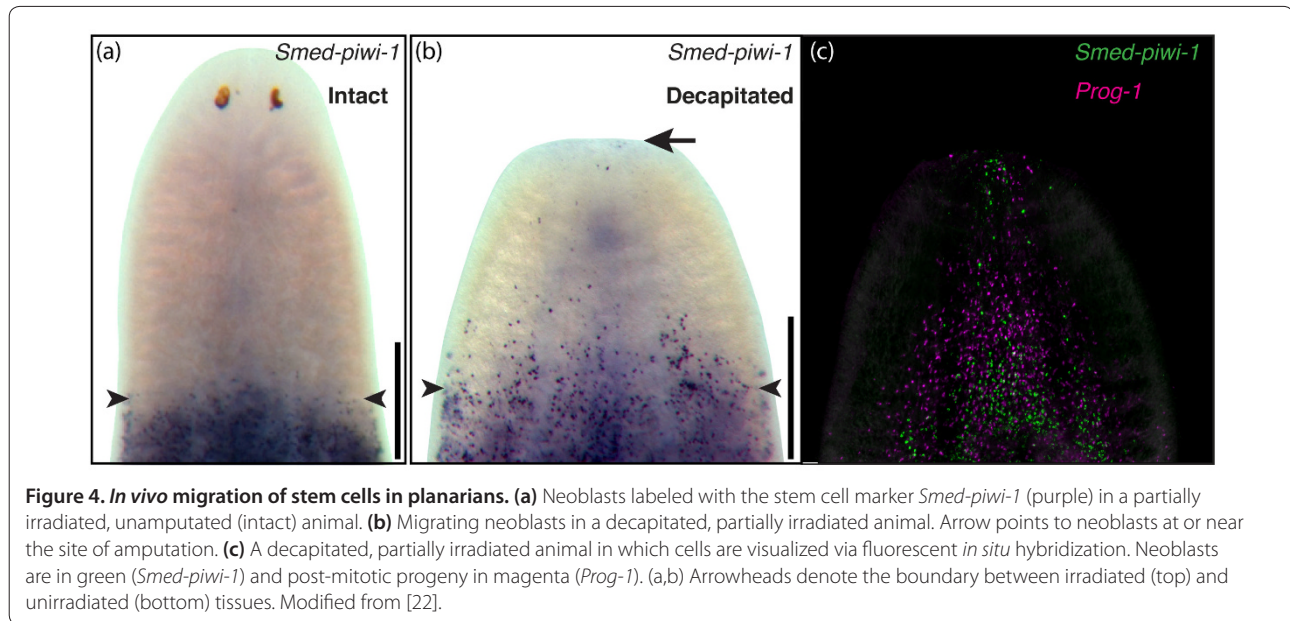 (a)
Smed-piwi-1
Intact
(b)
Smed-piwi-1
Decapitated
(c)
Smed-piwi-1
Prog-1
Figure 4. In vivo migration of stem cells in planarians. (a) Neoblasts labeled with the stem cell marker Smed-piwi-1 (purple) in a partially
irradiated, unamputated (intact) animal. (b) Migrating neoblasts in a decapitated, partially irradiated animal. Arrow points to neoblasts at or near
the site of amputation. (c) A decapitated, partially irradiated animal in which cells are visualized via fluorescent in situ hybridization. Neoblasts
are in green (Smed-piwi-1) and post-mitotic progeny in magenta (Prog-1). (a,b) Arrowheads denote the boundary between irradiated (top) and
unirradiated (bottom) tissues. Modified from [22].